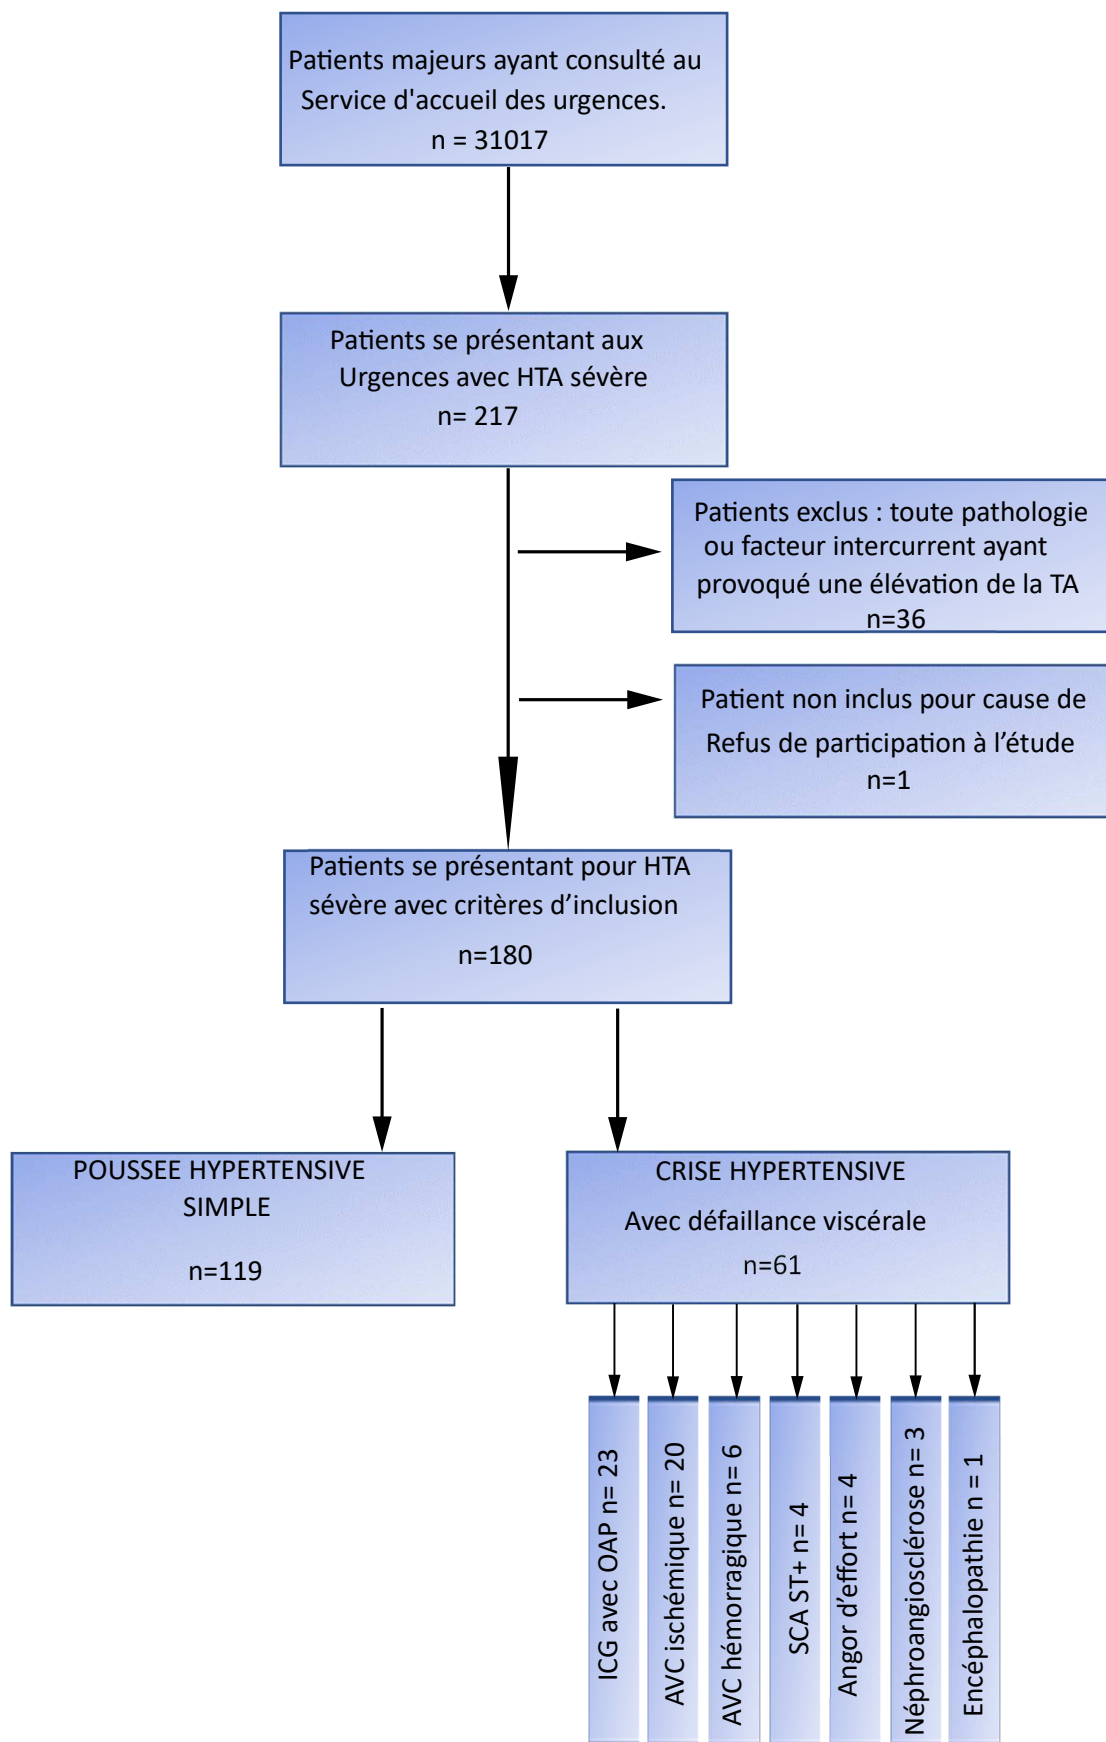 Patients majeurs ayant consulté au
Service d'accueil des urgences.
n = 31017
Patients se présentant aux
Urgences avec HTA sévère
n= 217
Patients exclus : toute pathologie
ou facteur intercurrent ayant
provoqué une élévation de la TA
n=36
Patient non inclus pour cause de
Refus de participation à l’étude
n=1
Patients se présentant pour HTA
sévère avec critères d’inclusion
n=180
POUSSEE HYPERTENSIVE
SIMPLE
n=119
CRISE HYPERTENSIVE
Avec défaillance viscérale
n=61
ICG avec OAP n= 23
AVC ischémique n= 20
AVC hémorragique n= 6
SCA ST+ n= 4
Angor d’effort n= 4
Néphroangiosclérose n= 3
Encéphalopathie n = 1